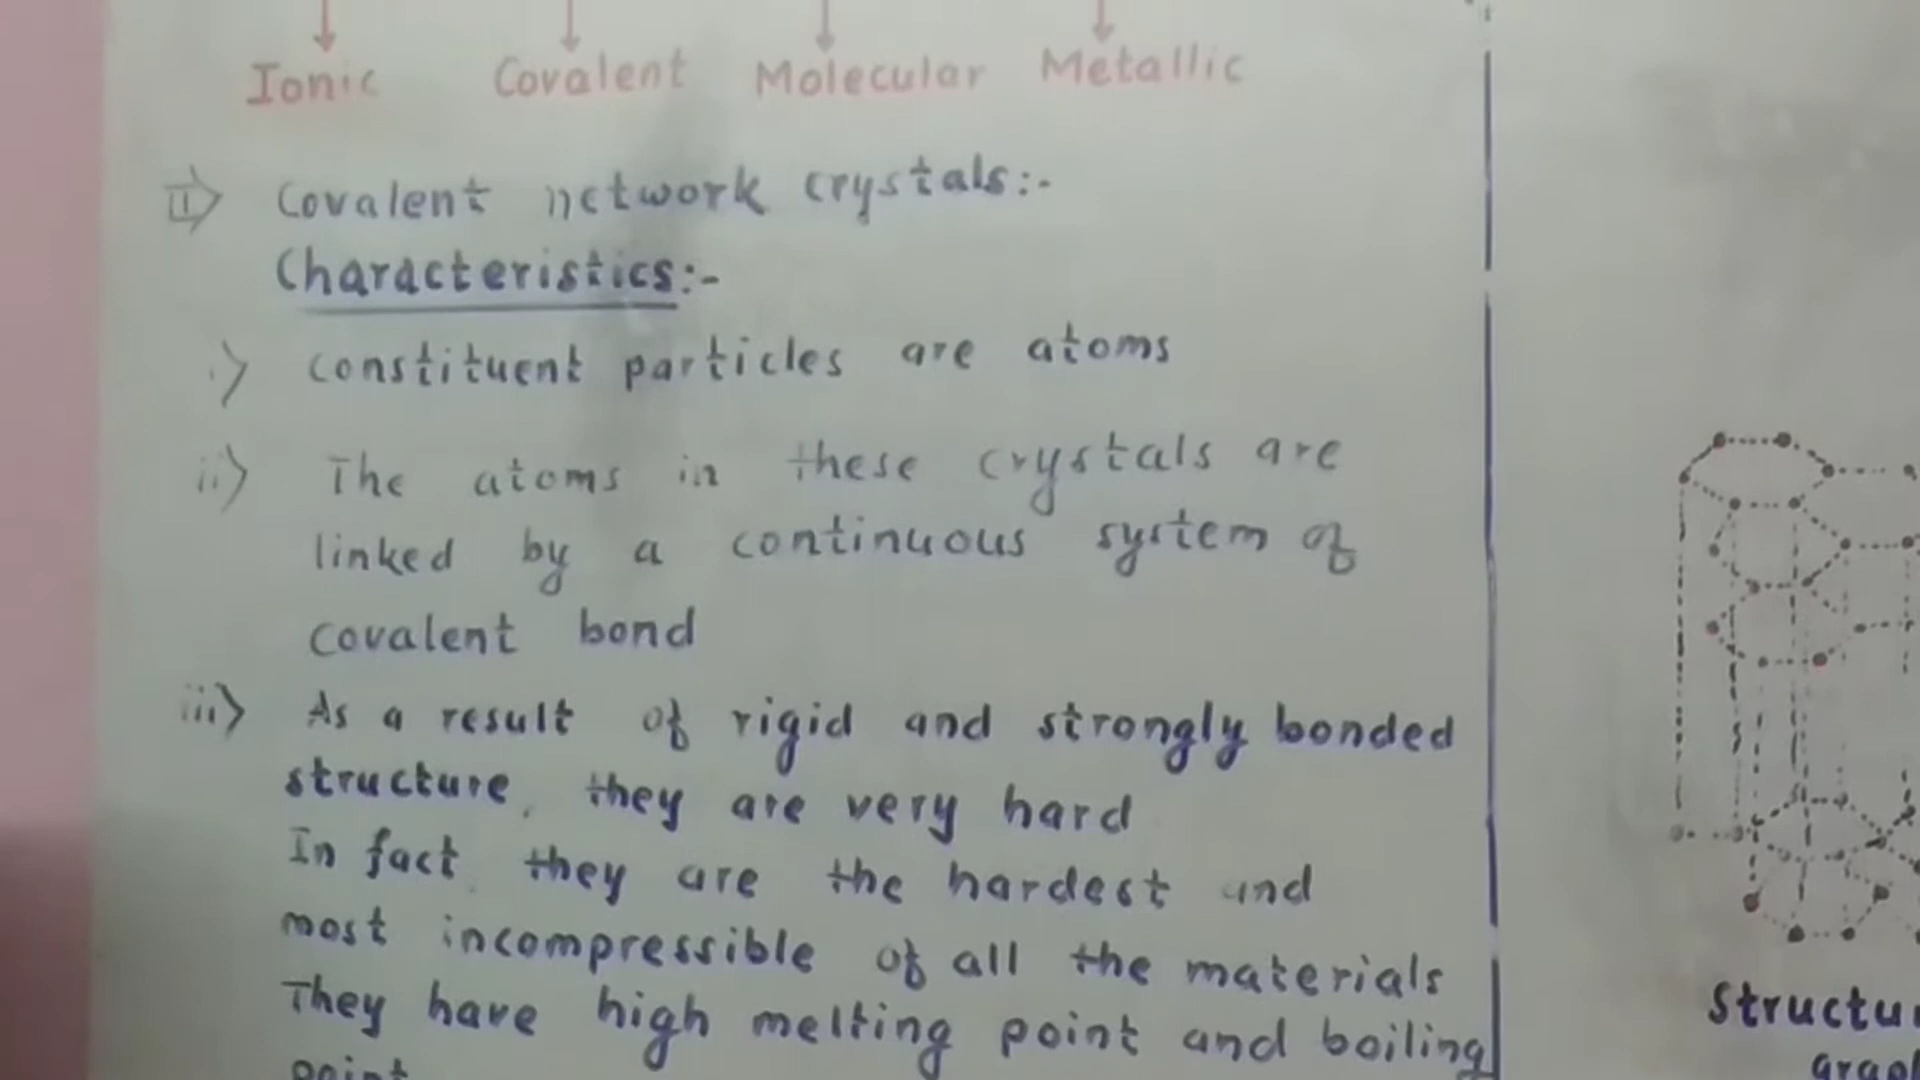 Ionic Covalent Molecular Metallic
II) Covalent network crystals:-
Characteristics:-
i) constituent particles are atoms
ii) The atoms in these crystals are
linked by a continuous system of
covalent bond
iii) As a result of rigid and strongly bonded
structure, they are very hard
In fact, they are the hardest and
most incompressible of all the materials
They have high melting point and boiling
point
Structu
grap